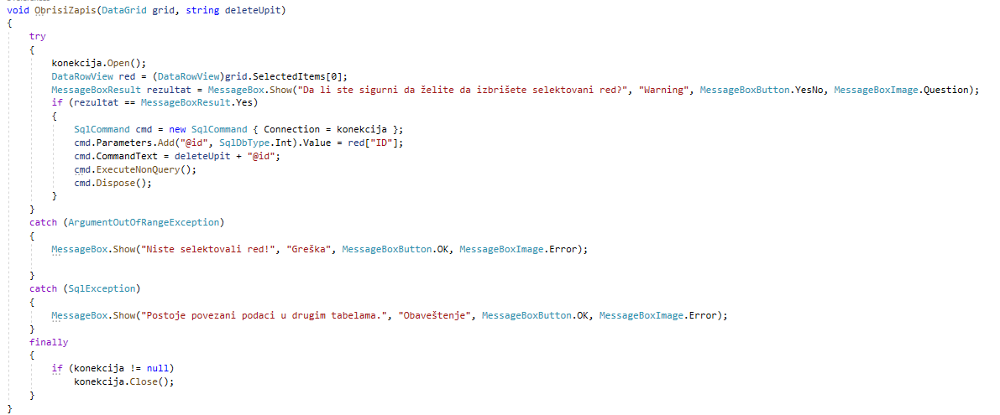 void ObrisiZapis(DataGrid grid, string deleteUpit)
{
try
{
konekcija.Open();
DataRowView red = (DataRowView)grid.SelectedItems[0];
MessageBoxResult rezultat = MessageBox.Show("Da li ste sigurni da želite da izbrišete selektovani red?", "Warning", MessageBoxButton.YesNo, MessageBoxImage.Question);
if (rezultat == MessageBoxResult.Yes)
{
SqlCommand cmd = new SqlCommand { Connection = konekcija };
cmd.Parameters.Add("@id", SqlDbType.Int).Value = red["ID"];
cmd.CommandText = deleteUpit + "@id";
cmd.ExecuteNonQuery();
cmd.Dispose();
}
}
catch (ArgumentOutOfRangeException)
{
MessageBox.Show("Niste selektovali red!", "Greška", MessageBoxButton.OK, MessageBoxImage.Error);
}
catch (SqlException)
{
MessageBox.Show("Postoje povezani podaci u drugim tabelama.", "Obaveštenje", MessageBoxButton.OK, MessageBoxImage.Error);
}
finally
{
if (konekcija != null)
konekcija.Close();
}
}